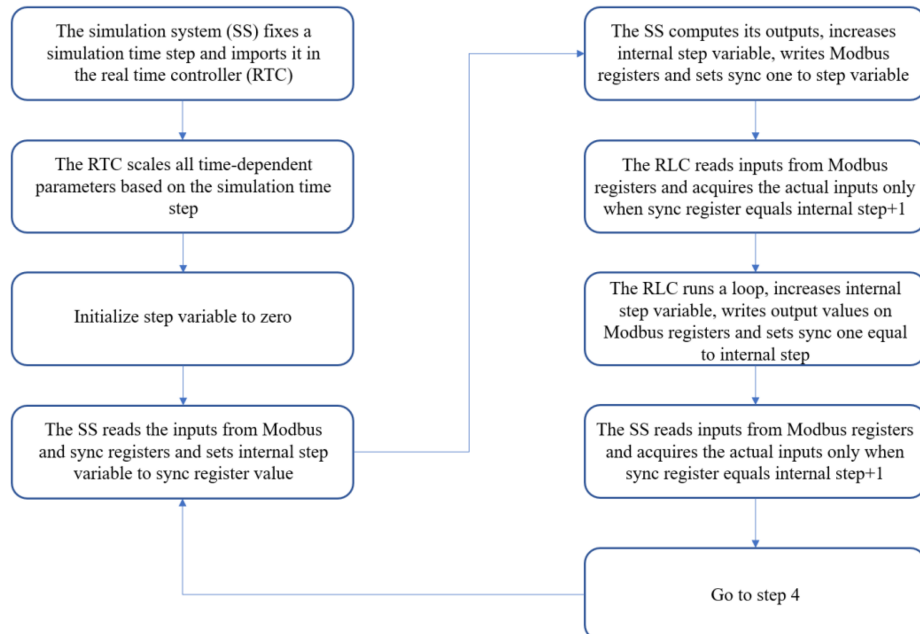 The simulation system (SS) fixes a
simulation time step and imports it in
the real time controller (RTC)
The RTC scales all time-dependent
parameters based on the simulation time
step
Initialize step variable to zero
The SS reads the inputs from Modbus
and sync registers and sets internal step
variable to sync register value
The SS computes its outputs, increases
internal step variable, writes Modbus
registers and sets sync one to step variable
The RLC reads inputs from Modbus
registers and acquires the actual inputs only
when sync register equals internal step+1
The RLC runs a loop, increases internal
step variable, writes output values on
Modbus registers and sets sync one equal
to internal step
The SS reads inputs from Modbus registers
and acquires the actual inputs only when
sync register equals internal step+1
Go to step 4